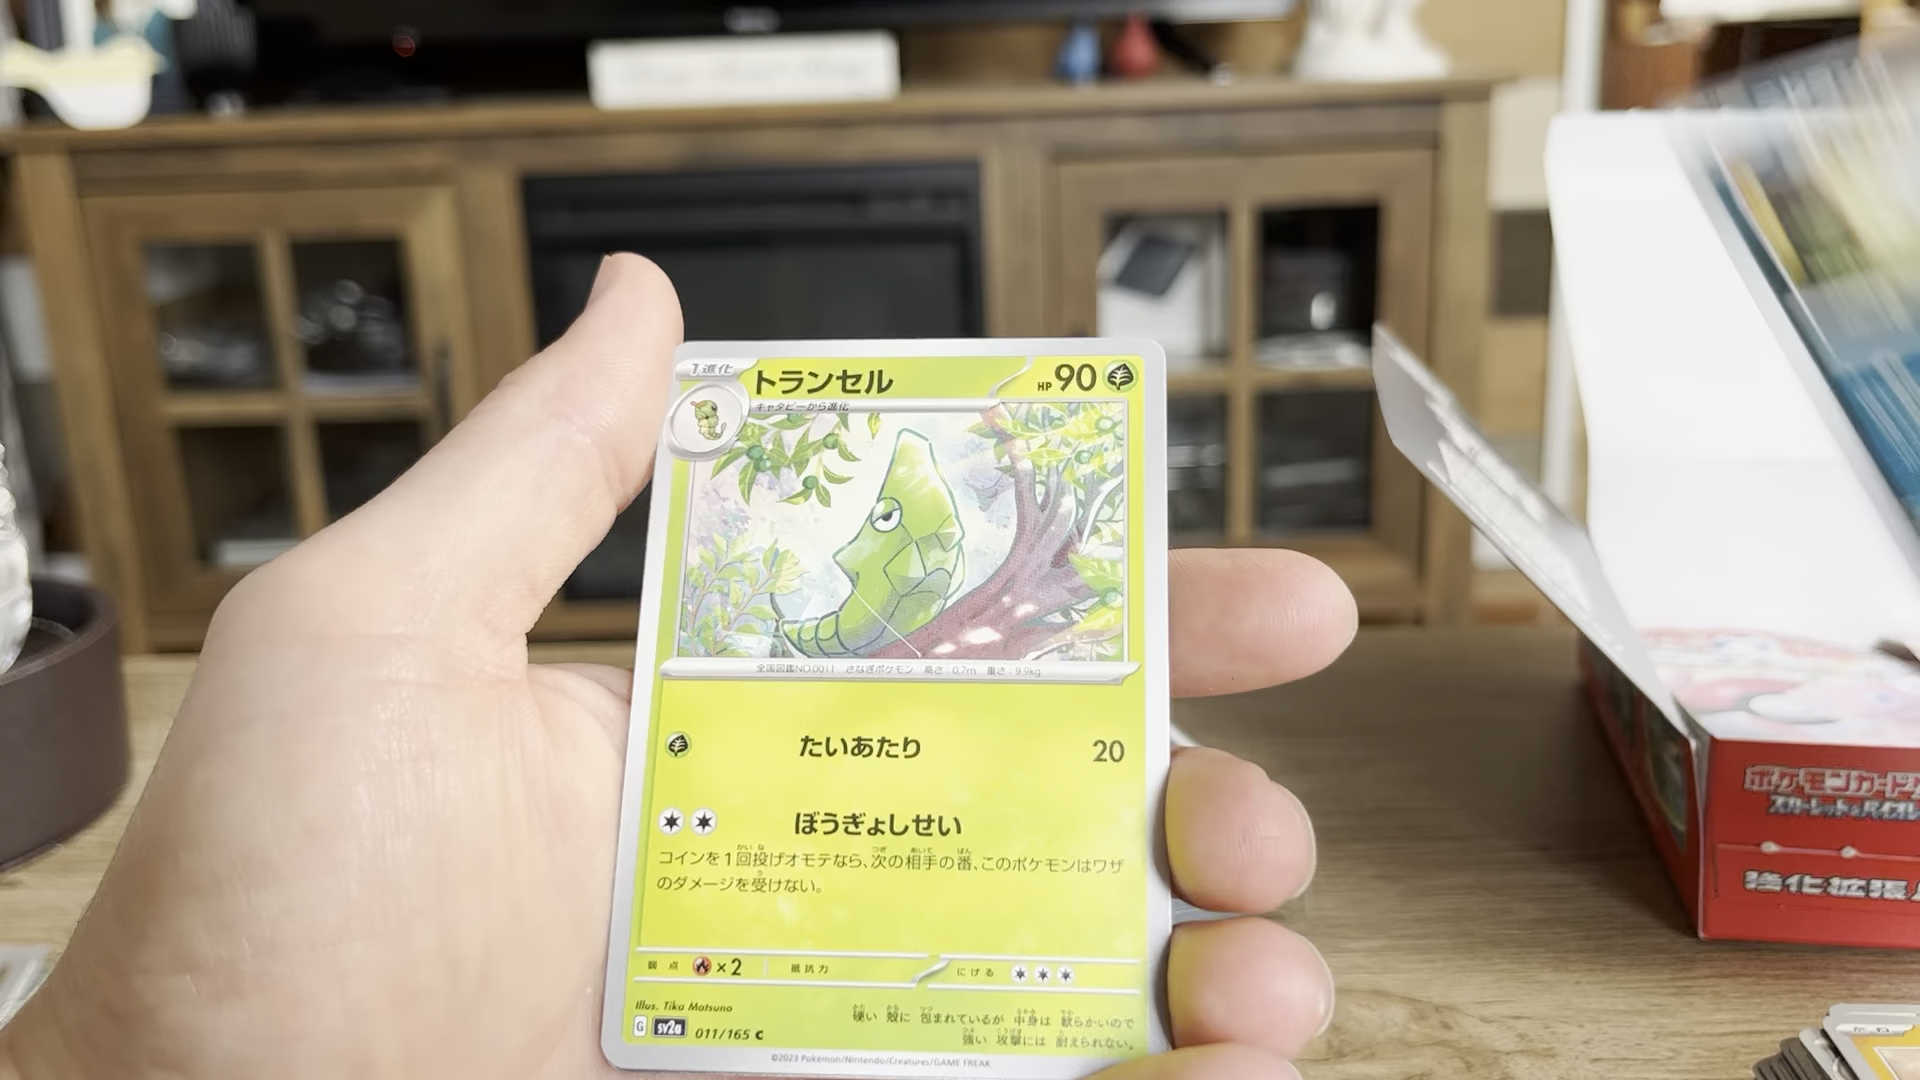 1進化
トランセル
HP 90
キャタピーから進化
全国図鑑NO.0011 さなぎポケモン 高さ：0.7m 重さ：9.9kg
たいあたり 20
ぼうぎょしせい
コインを1回投げオモテなら、次の相手の番、このポケモンはワザ
のダメージを受けない。
弱点 ×2 抵抗力 にげる
Illus. Tika Matsuno
硬い 殻に 包まれているが 中身は 軟らかいので
強い 攻撃には 耐えられない。
G sv2a 011/165 C
©2023 Pokémon/Nintendo/Creatures/GAME FREAK
ポケモンカード
スカーレット&バイオレ
強化拡張
たね